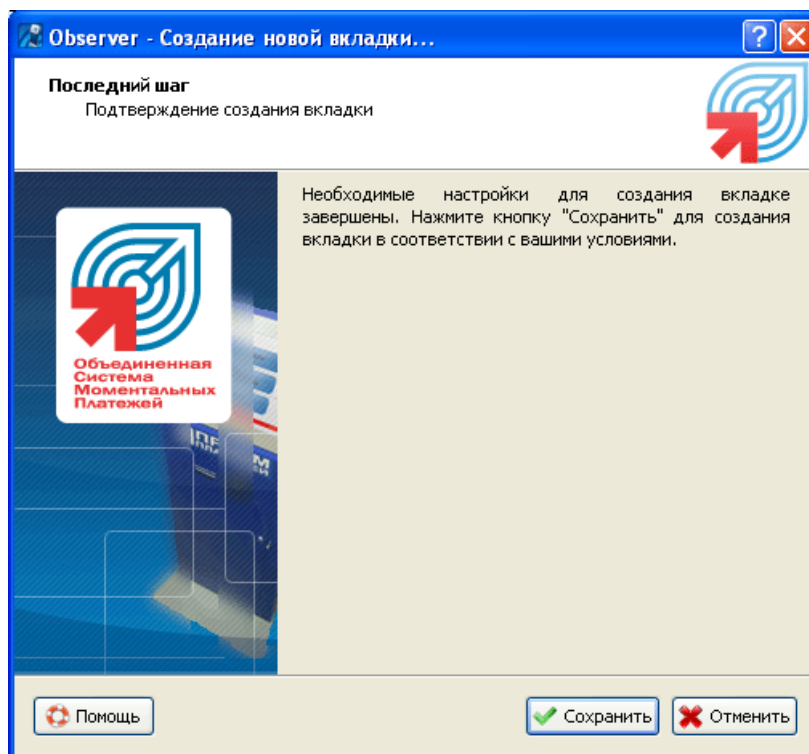 Observer - Создание новой вкладки...
Последний шаг
Подтверждение создания вкладки
Необходимые настройки для создания вкладке
завершены. Нажмите кнопку "Сохранить" для создания
вкладки в соответствии с вашими условиями.
Объединенная
Система
Моментальных
Платежей
Помощь
Сохранить
Отменить